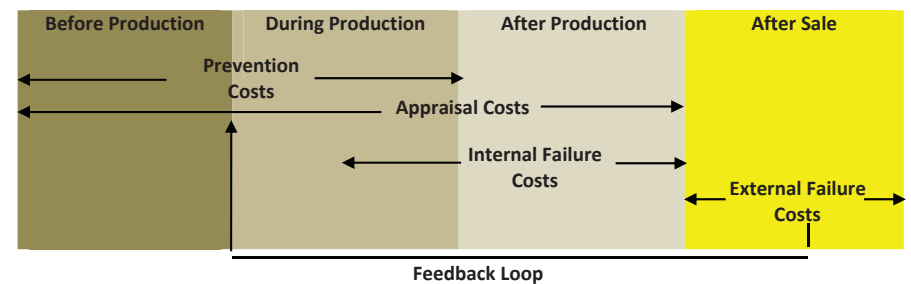 Before Production
During Production
After Production
After Sale
Prevention
Costs
Appraisal Costs
Internal Failure
Costs
External Failure
Costs
Feedback Loop